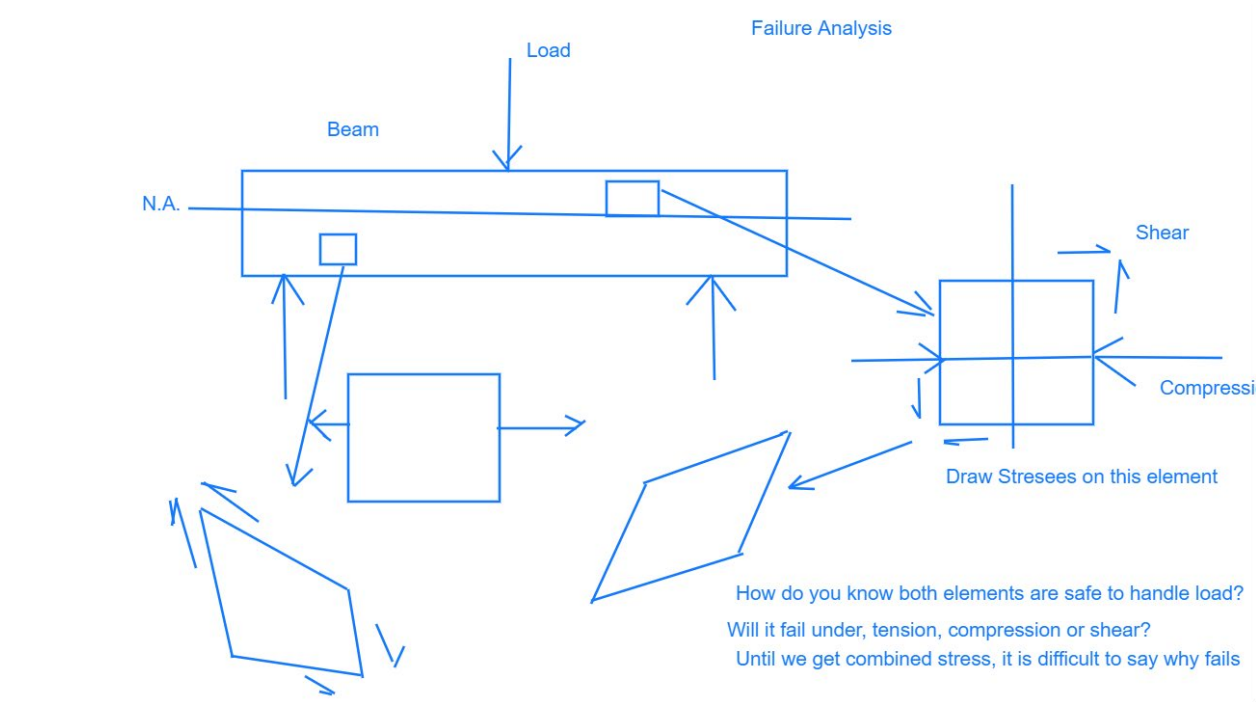 Failure Analysis
Load
Beam
N.A.
Shear
Compressi
Draw Stresees on this element
How do you know both elements are safe to handle load?
Will it fail under, tension, compression or shear?
Until we get combined stress, it is difficult to say why fails